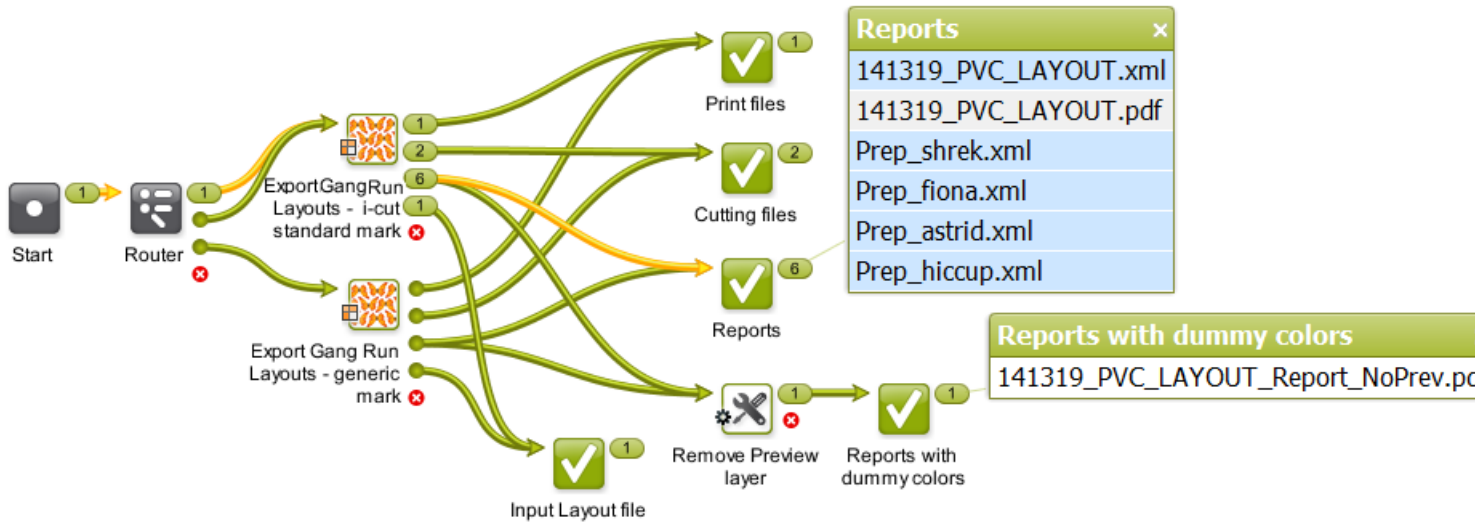 Start
1
Router
1
ExportGangRun
Layouts - i-cut
standard mark
1
2
6
1
Export Gang Run
Layouts - generic
mark
Print files
1
Cutting files
2
Reports
6
Input Layout file
1
Remove Preview
layer
1
Reports with
dummy colors
1
Reports
141319_PVC_LAYOUT.xml
141319_PVC_LAYOUT.pdf
Prep_shrek.xml
Prep_fiona.xml
Prep_astrid.xml
Prep_hiccup.xml
Reports with dummy colors
141319_PVC_LAYOUT_Report_NoPrev.pd